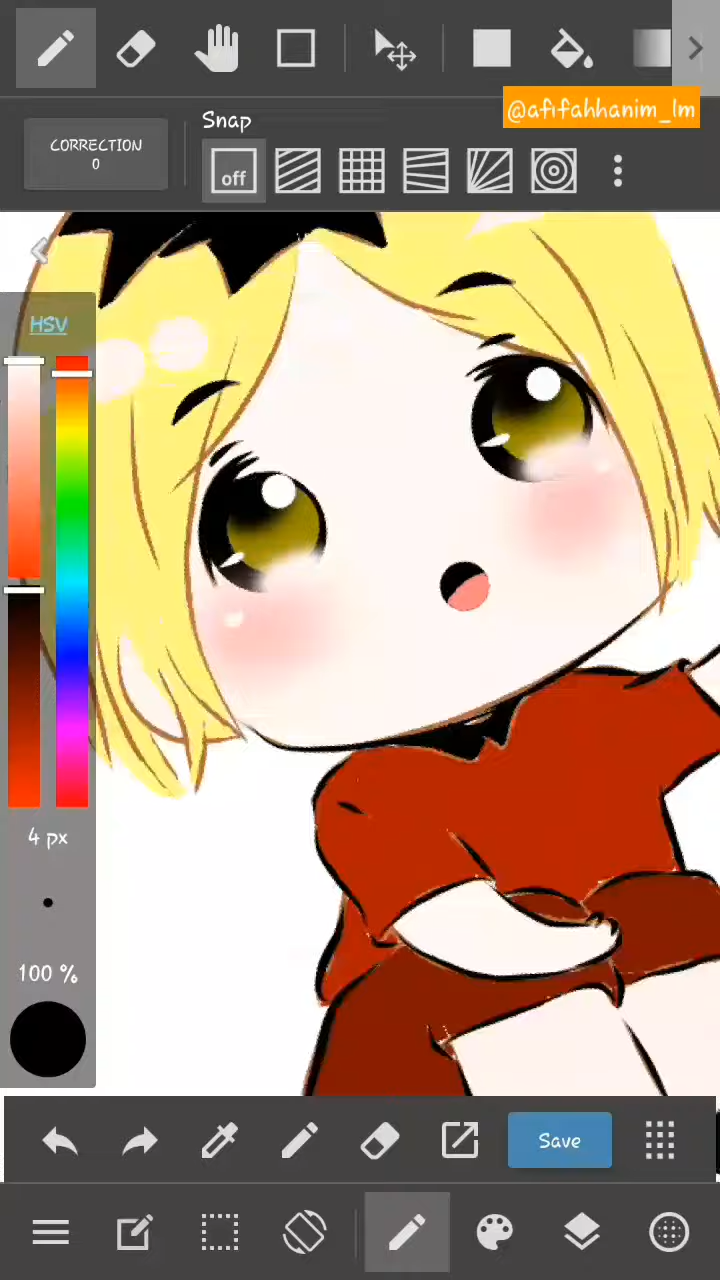 @afifahhanim_lm
Snap
CORRECTION
0
off
HSV
4 px
100 %
Save